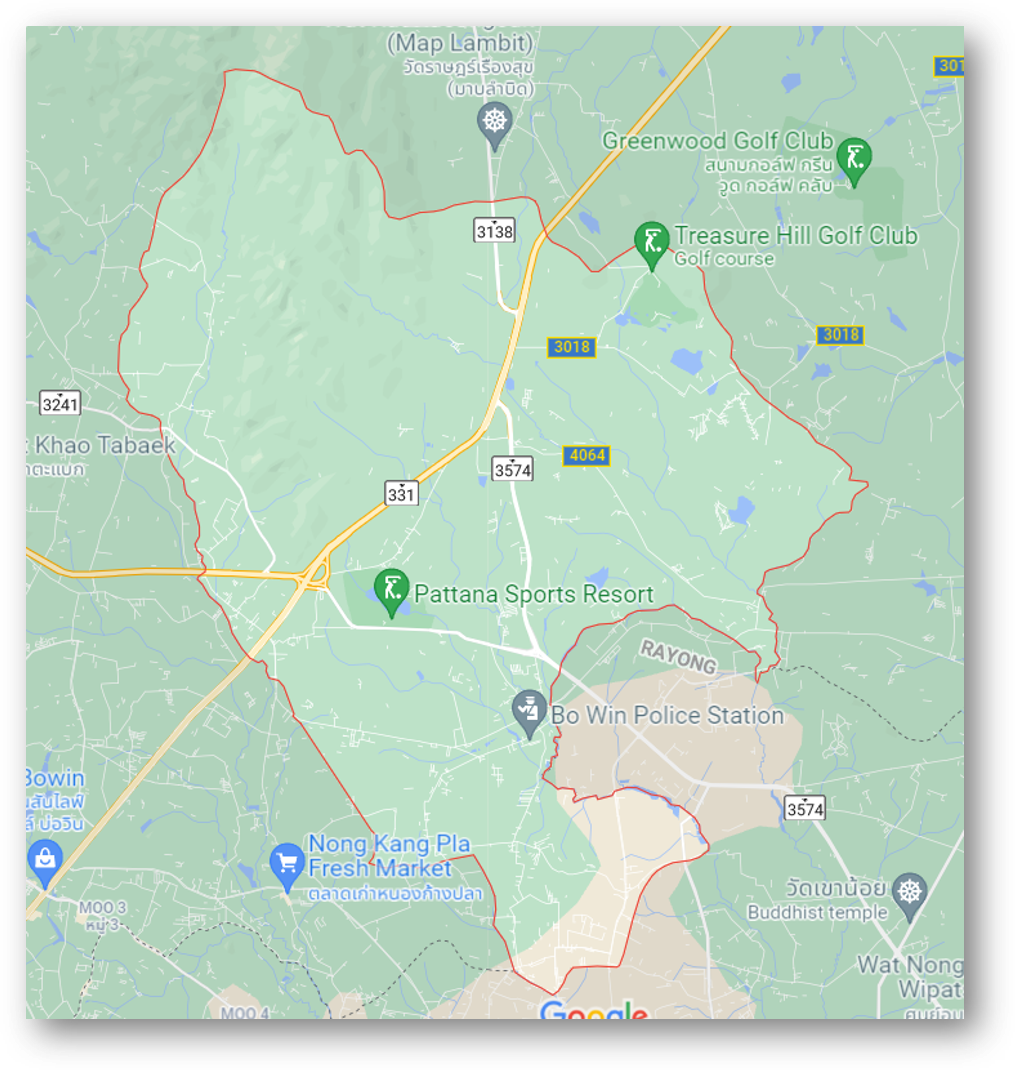 (Map Lambit)
วัดราษฎร์เรืองสุข
(มาบลำบิด)
301
Greenwood Golf Club
สนามกอล์ฟ กรีน
วูด กอล์ฟ คลับ
3138
Treasure Hill Golf Club
Golf course
3018
3018
3241
Khao Tabaek
าตะแบก
4064
3574
331
Pattana Sports Resort
RAYONG
Bo Win Police Station
Bowin
นสันไลฟ์
ล์ บ่อวิน
3574
Nong Kang Pla
Fresh Market
ตลาดเก่าหนองก้างปลา
วัดเขาน้อย
Buddhist temple
MOO 3
หมู่ 3
Wat Nong
Wipat
MOO 4
Google